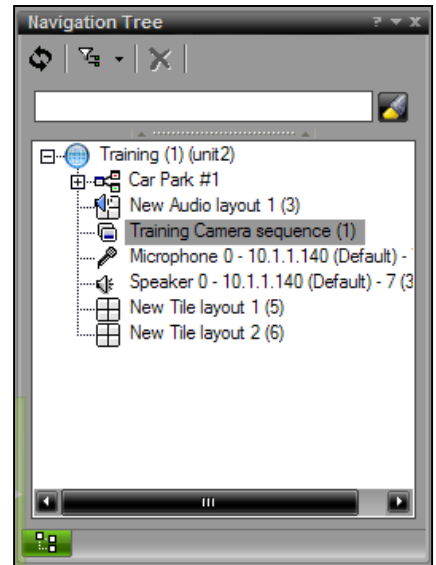 Navigation Tree
Training (1) (unit2)
Car Park #1
New Audio layout 1 (3)
Training Camera sequence (1)
Microphone 0 - 10.1.1.140 (Default) -
Speaker 0 - 10.1.1.140 (Default) - 7 (3
New Tile layout 1 (5)
New Tile layout 2 (6)